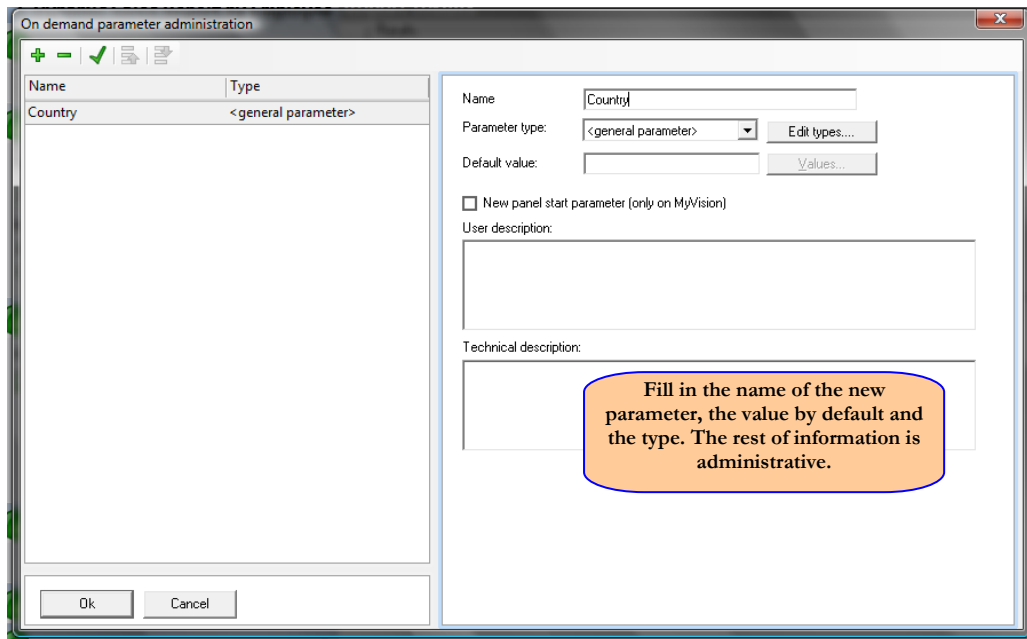 On demand parameter administration
Name Type
Country <general parameter>
Name Country
Parameter type: <general parameter> Edit types....
Default value: Values...
New panel start parameter (only on MyVision)
User description:
Technical description:
Fill in the name of the new
parameter, the value by default and
the type. The rest of information is
administrative.
Ok Cancel